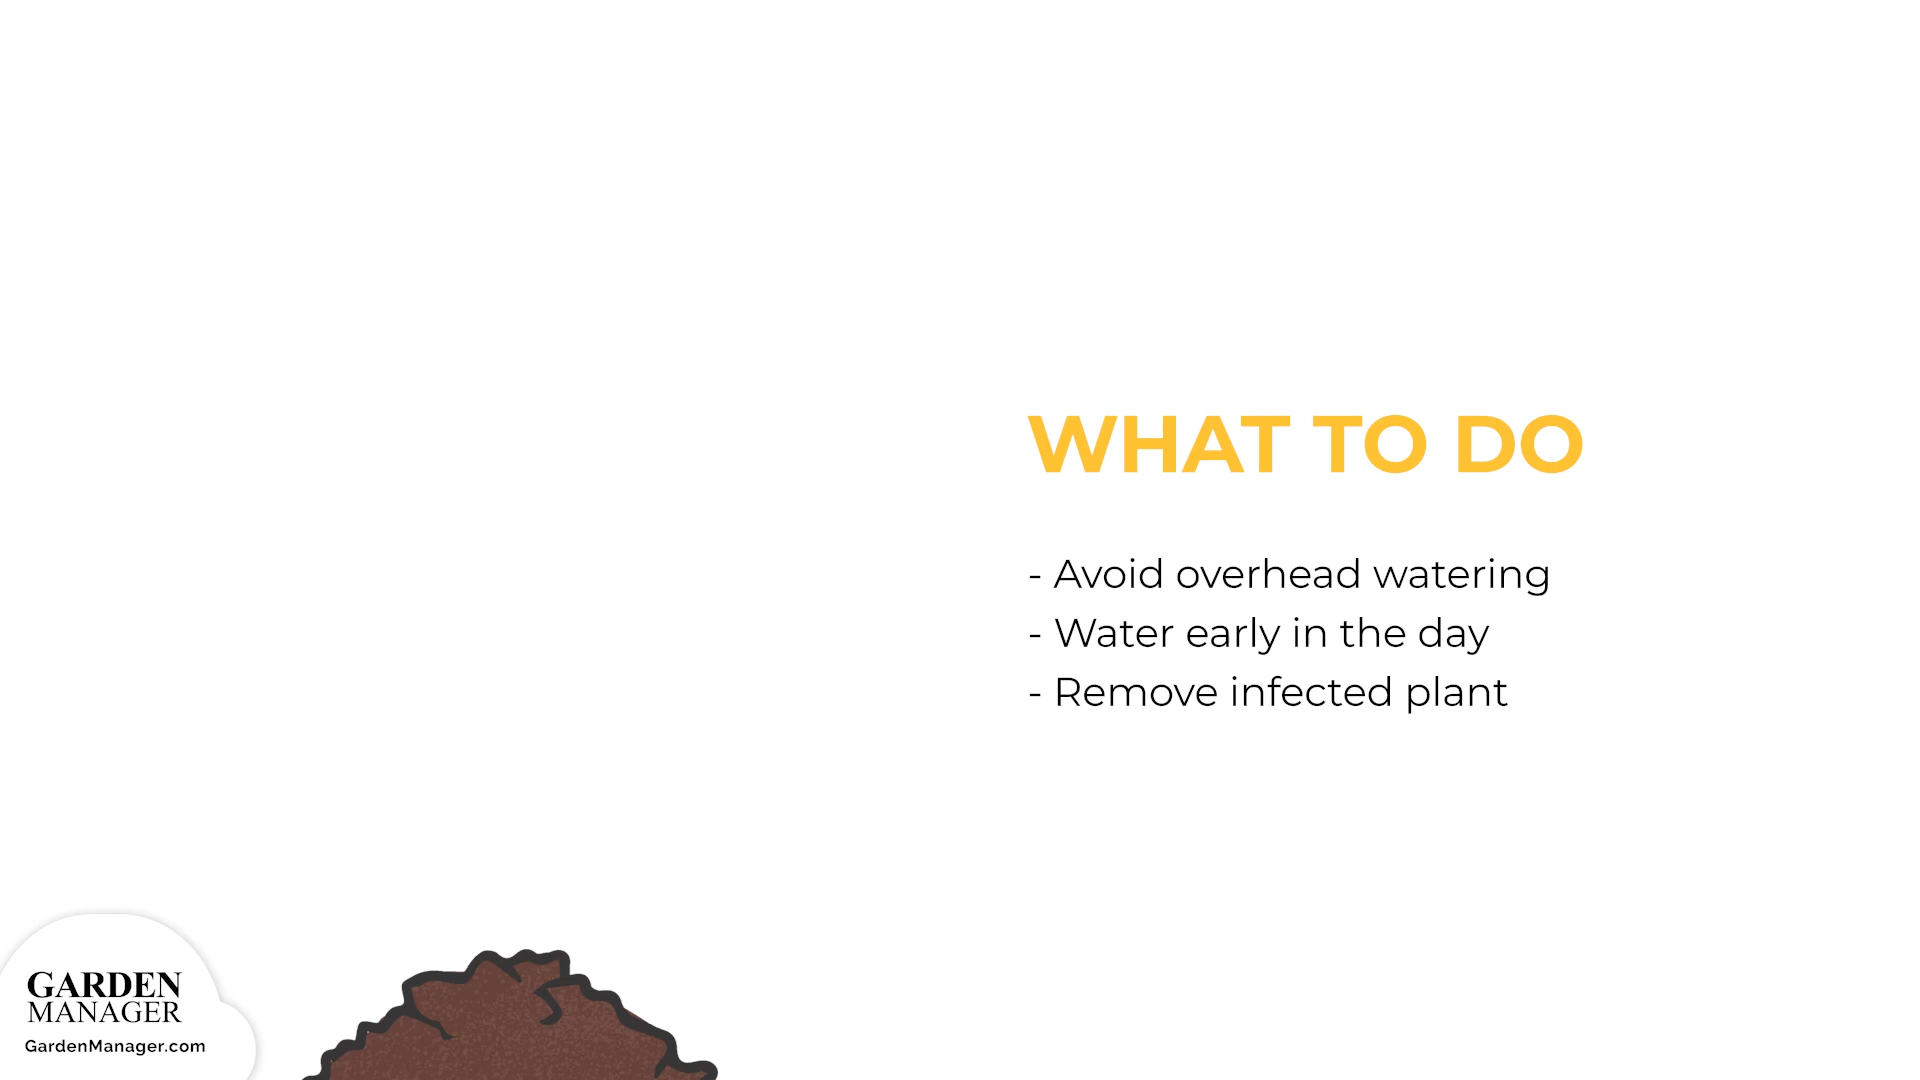 WHAT TO DO
- Avoid overhead watering
- Water early in the day
- Remove infected plant
GARDEN
MANAGER
GardenManager.com